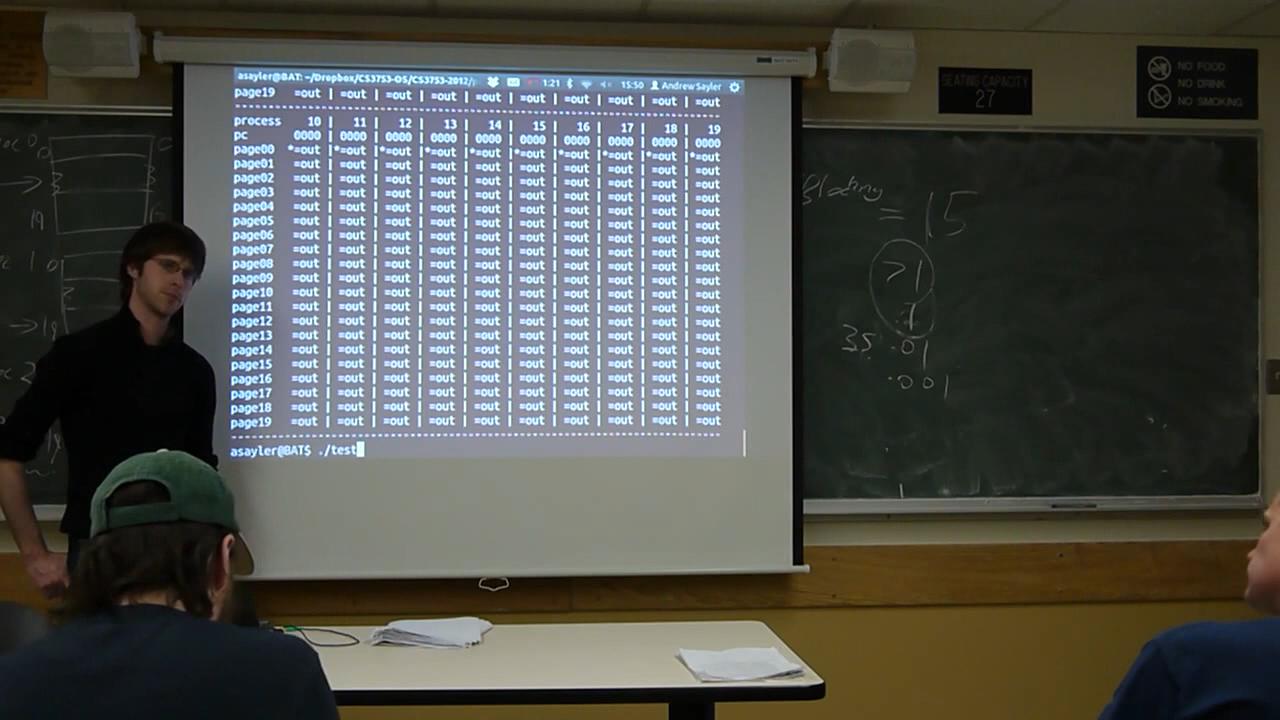 asayler@BAT: ~/Dropbox/CS3753-OS/CS3753-2012/ 1:21 15:50 Andrew Sayler
page19 =out | =out | =out | =out | =out | =out | =out | =out | =out | =out
process 10 | 11 | 12 | 13 | 14 | 15 | 16 | 17 | 18 | 19
pc 0000 | 0000 | 0000 | 0000 | 0000 | 0000 | 0000 | 0000 | 0000 | 0000
page00 *=out | *=out | *=out | *=out | *=out | *=out | *=out | *=out | *=out | *=out
page01 =out | =out | =out | =out | =out | =out | =out | =out | =out | =out
page02 =out | =out | =out | =out | =out | =out | =out | =out | =out | =out
page03 =out | =out | =out | =out | =out | =out | =out | =out | =out | =out
page04 =out | =out | =out | =out | =out | =out | =out | =out | =out | =out
page05 =out | =out | =out | =out | =out | =out | =out | =out | =out | =out
page06 =out | =out | =out | =out | =out | =out | =out | =out | =out | =out
page07 =out | =out | =out | =out | =out | =out | =out | =out | =out | =out
page08 =out | =out | =out | =out | =out | =out | =out | =out | =out | =out
page09 =out | =out | =out | =out | =out | =out | =out | =out | =out | =out
page10 =out | =out | =out | =out | =out | =out | =out | =out | =out | =out
page11 =out | =out | =out | =out | =out | =out | =out | =out | =out | =out
page12 =out | =out | =out | =out | =out | =out | =out | =out | =out | =out
page13 =out | =out | =out | =out | =out | =out | =out | =out | =out | =out
page14 =out | =out | =out | =out | =out | =out | =out | =out | =out | =out
page15 =out | =out | =out | =out | =out | =out | =out | =out | =out | =out
page16 =out | =out | =out | =out | =out | =out | =out | =out | =out | =out
page17 =out | =out | =out | =out | =out | =out | =out | =out | =out | =out
page18 =out | =out | =out | =out | =out | =out | =out | =out | =out | =out
page19 =out | =out | =out | =out | =out | =out | =out | =out | =out | =out
asayler@BAT$ ./test
SEATING CAPACITY
27
NO FOOD
NO DRINK
NO SMOKING
= 15
>1
.1
35 .01
.001
19